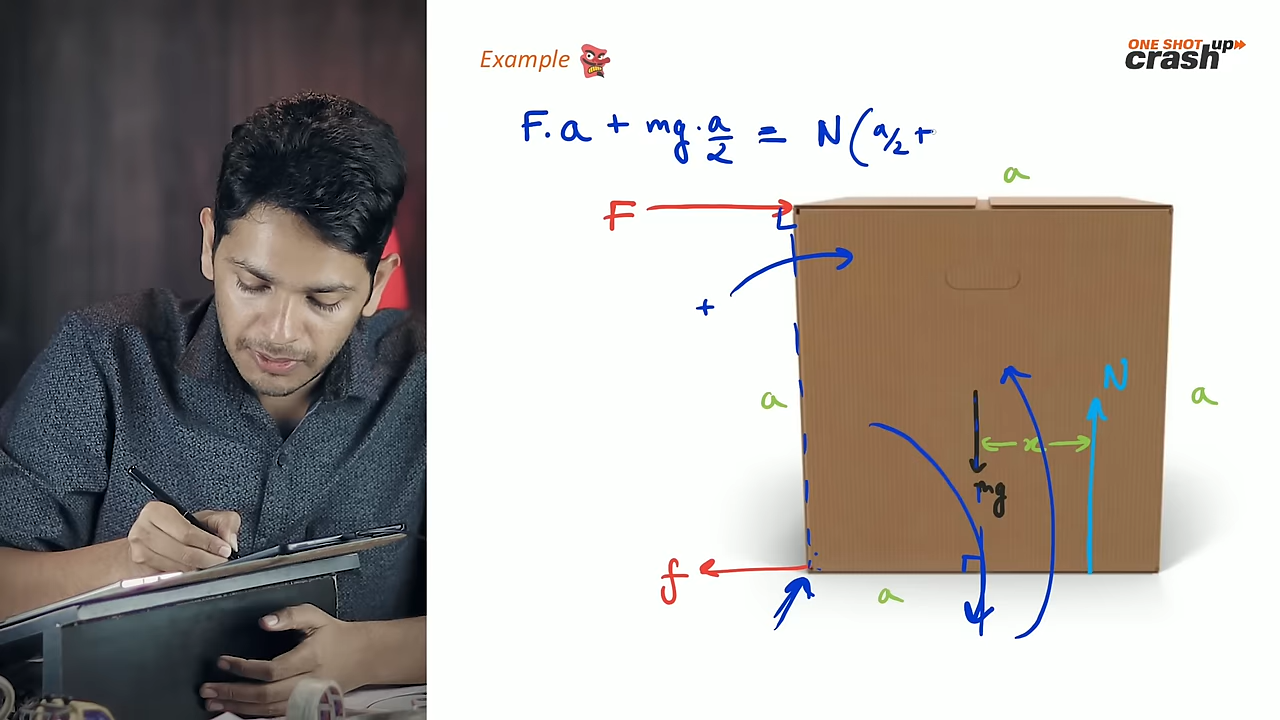 Example
ONE SHOT
crash up
F. a + mg. a/2 = N(a/2 +
a
F
+
N
a
a
x
mg
f
a